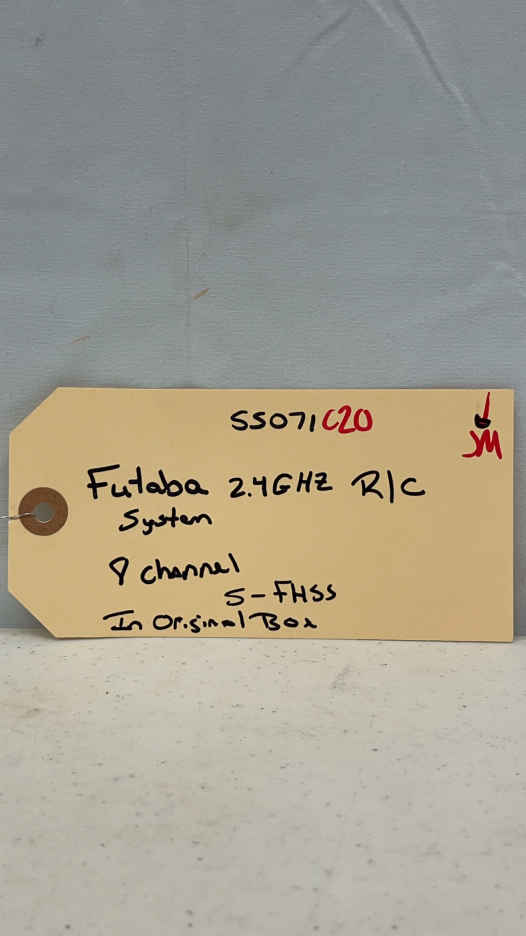 SS071C20
JM
Futaba 2.4GHZ R/C
System
8 channel
S-FHSS
In Original Box